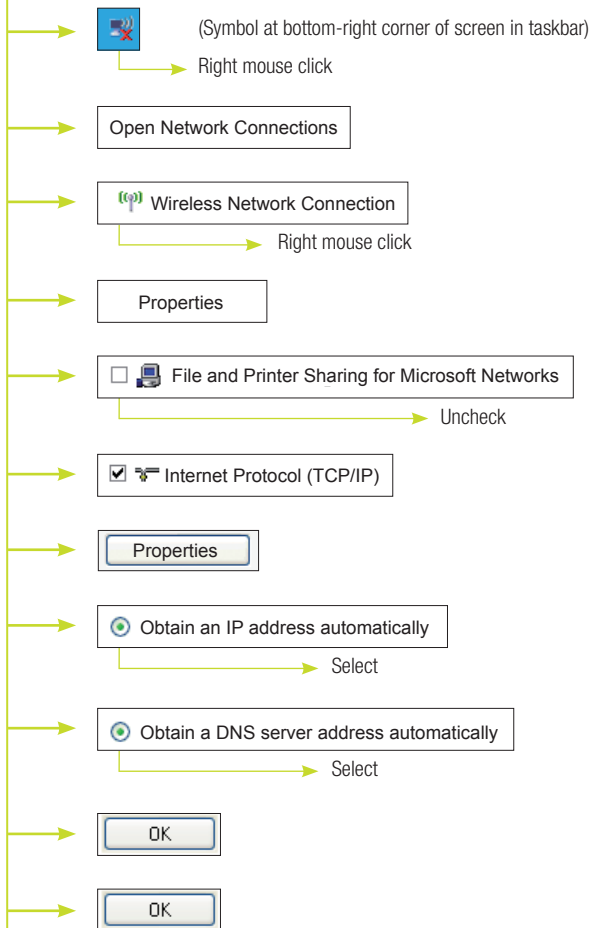 (Symbol at bottom-right corner of screen in taskbar)
Right mouse click
Open Network Connections
Wireless Network Connection
Right mouse click
Properties
File and Printer Sharing for Microsoft Networks
Uncheck
Internet Protocol (TCP/IP)
Properties
Obtain an IP address automatically
Select
Obtain a DNS server address automatically
Select
OK
OK